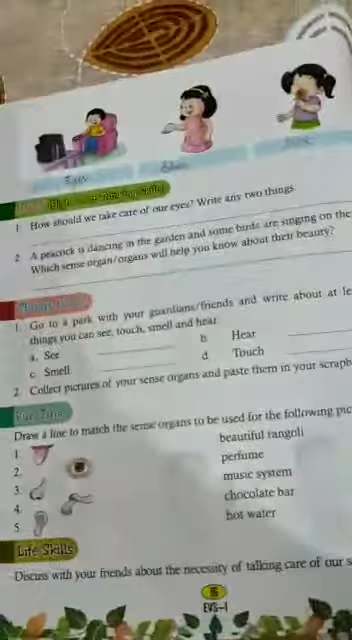 1. How should we take care of our eyes? Write any two things.
2. A peacock is dancing in the garden and some birds are singing on the
Which sense organ/organs will help you know about their beauty?
1. Go to a park with your guardians/friends and write about at le
things you can see, touch, smell and hear.
a. See
b. Hear
c. Smell
d. Touch
2. Collect pictures of your sense organs and paste them in your scrapb
Fun Time
Draw a line to match the sense organs to be used for the following pic
1.
beautiful rangoli
2.
perfume
3.
music system
4.
chocolate bar
5.
hot water
Life Skills
Discuss with your friends about the necessity of talking care of our s
EVS-1